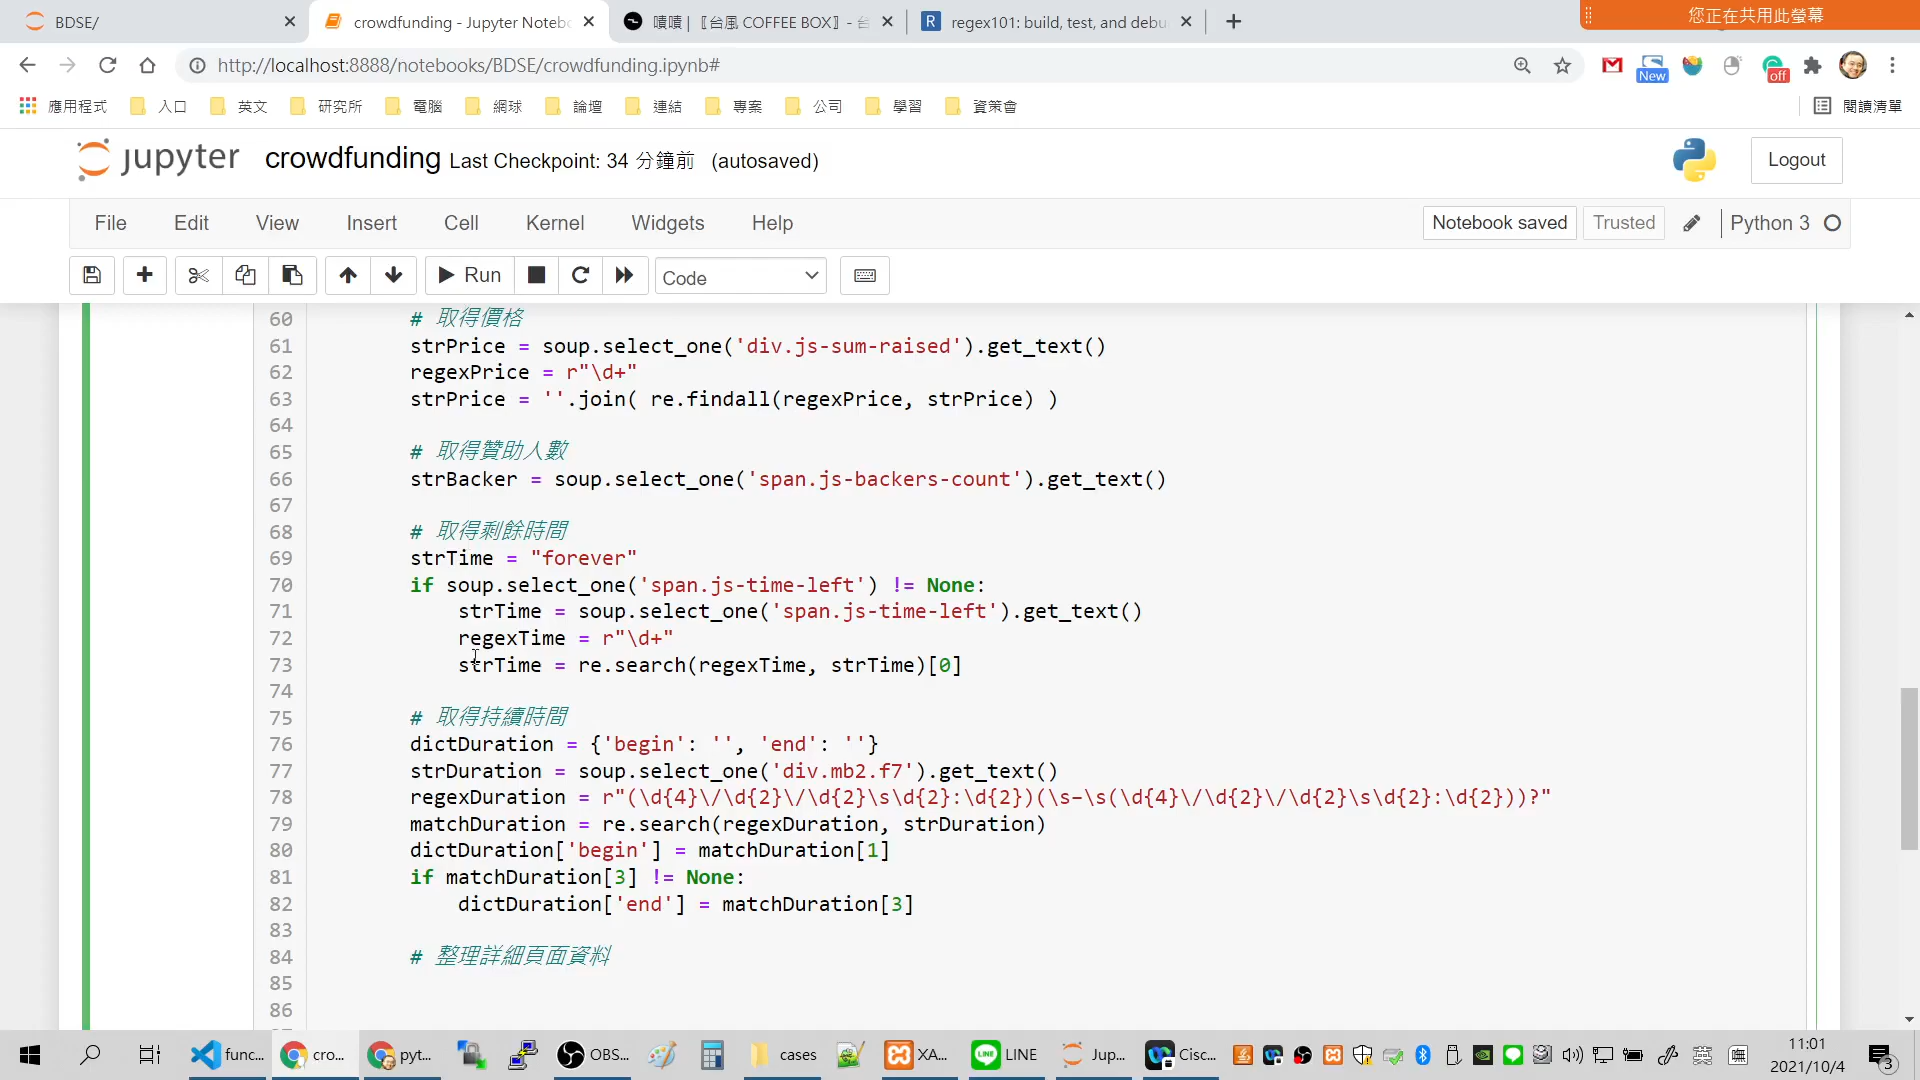 BDSE/
crowdfunding - Jupyter Noteb
嘖嘖 | 〖台風 COFFEE BOX〗- 台
regex101: build, test, and debu
您正在共用此螢幕
http://localhost:8888/notebooks/BDSE/crowdfunding.ipynb#
New
off
應用程式
入口
英文
研究所
電腦
網球
論壇
連結
專案
公司
學習
資策會
閱讀清單
jupyter crowdfunding Last Checkpoint: 34 分鐘前 (autosaved)
Logout
File Edit View Insert Cell Kernel Widgets Help
Notebook saved Trusted Python 3
Run Code
60 # 取得價格
61 strPrice = soup.select_one('div.js-sum-raised').get_text()
62 regexPrice = r"\d+"
63 strPrice = ''.join( re.findall(regexPrice, strPrice) )
64
65 # 取得贊助人數
66 strBacker = soup.select_one('span.js-backers-count').get_text()
67
68 # 取得剩餘時間
69 strTime = "forever"
70 if soup.select_one('span.js-time-left') != None:
71 strTime = soup.select_one('span.js-time-left').get_text()
72 regexTime = r"\d+"
73 strTime = re.search(regexTime, strTime)[0]
74
75 # 取得持續時間
76 dictDuration = {'begin': '', 'end': ''}
77 strDuration = soup.select_one('div.mb2.f7').get_text()
78 regexDuration = r"(\d{4}\/\d{2}\/\d{2}\s\d{2}:\d{2})(\s–\s(\d{4}\/\d{2}\/\d{2}\s\d{2}:\d{2}))?"
79 matchDuration = re.search(regexDuration, strDuration)
80 dictDuration['begin'] = matchDuration[1]
81 if matchDuration[3] != None:
82 dictDuration['end'] = matchDuration[3]
83
84 # 整理詳細頁面資料
85
86
func...
cro...
pyt...
OBS...
cases
XA...
LINE
Jup...
Cisc...
英
11:01
2021/10/4
3